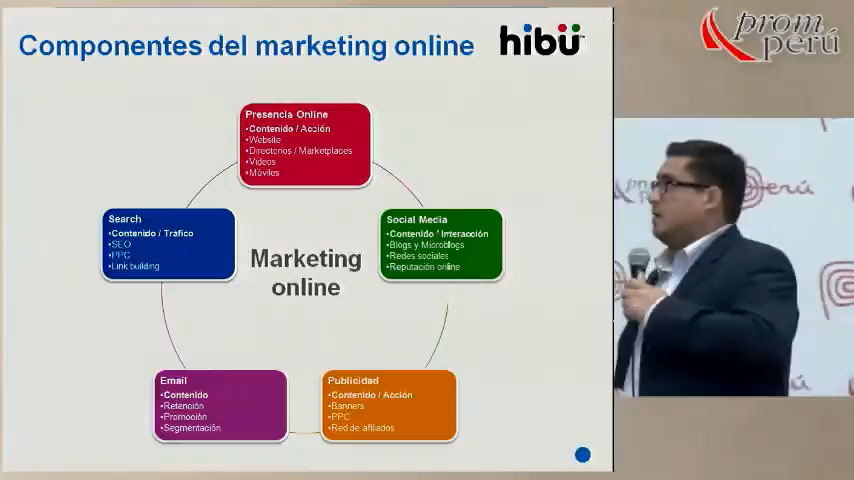 Componentes del marketing online
hibü
prom
perú
Presencia Online
•Contenido / Acción
•Website
•Directorios / Marketplaces
•Videos
•Móviles
Search
•Contenido / Tráfico
•SEO
•PPC
•Link building
Social Media
•Contenido / Interacción
•Blogs y Microblogs
•Redes sociales
•Reputación online
Marketing
online
Email
•Contenido
•Retención
•Promoción
•Segmentación
Publicidad
•Contenido / Acción
•Banners
•PPC
•Red de afiliados